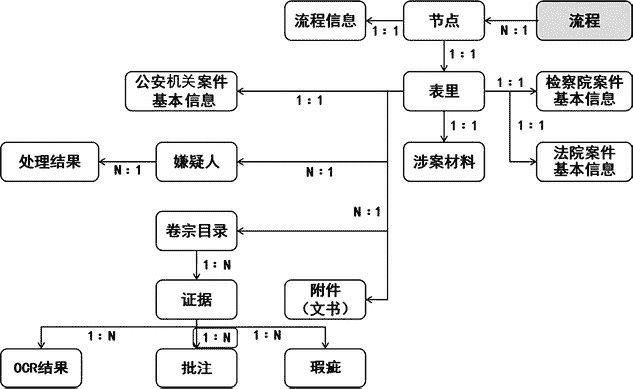 流程信息
节点
流程
1:1
N:1
1:1
公安机关案件
基本信息
表里
检察院案件
基本信息
1:1
1:1
1:1
1:1
处理结果
嫌疑人
涉案材料
法院案件
基本信息
N:1
N:1
N:1
卷宗目录
1:N
证据
附件
(文书)
1:N
1:N
1:N
OCR结果
批注
瑕疵